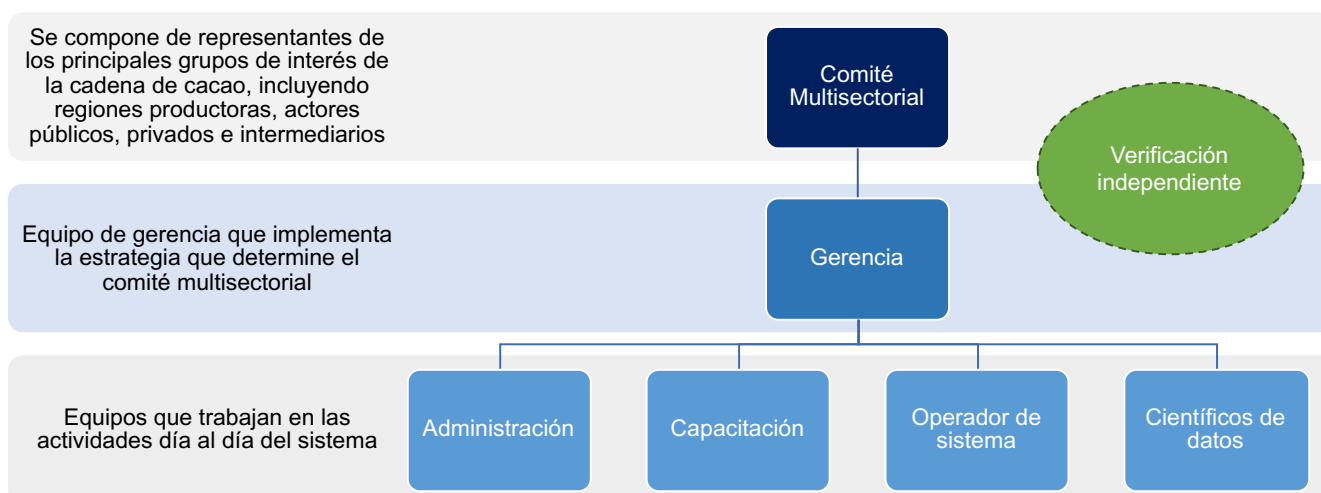 Se compone de representantes de
los principales grupos de interés de
la cadena de cacao, incluyendo
regiones productoras, actores
públicos, privados e intermediarios
Comité
Multisectorial
Verificación
independiente
Equipo de gerencia que implementa
la estrategia que determine el
comité multisectorial
Gerencia
Equipos que trabajan en las
actividades día al día del sistema
Administración
Capacitación
Operador de
sistema
Científicos de
datos